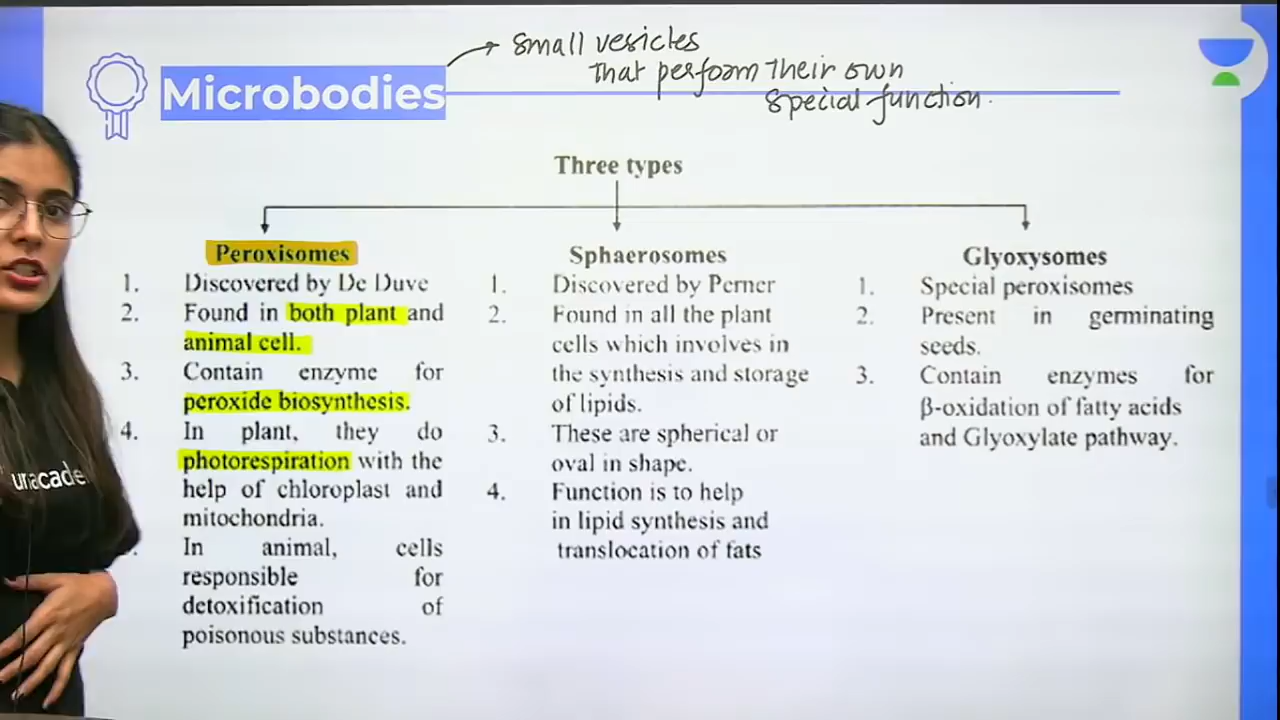 small vesicles
that perform their own
special function.
Microbodies
Three types
Peroxisomes
1. Discovered by De Duve
2. Found in both plant and
animal cell.
3. Contain enzyme for
peroxide biosynthesis.
4. In plant, they do
photorespiration with the
help of chloroplast and
mitochondria.
In animal, cells
responsible for
detoxification of
poisonous substances.
Sphaerosomes
1. Discovered by Perner
2. Found in all the plant
cells which involves in
the synthesis and storage
of lipids.
3. These are spherical or
oval in shape.
4. Function is to help
in lipid synthesis and
translocation of fats
Glyoxysomes
1. Special peroxisomes
2. Present in germinating
seeds.
3. Contain enzymes for
β-oxidation of fatty acids
and Glyoxylate pathway.
unacade